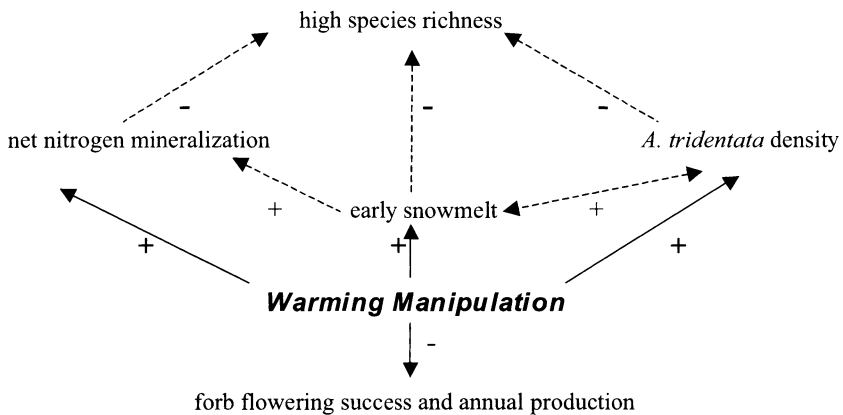 high species richness
- - -
net nitrogen mineralization A. tridentata density
+ early snowmelt +
+ + +
Warming Manipulation
-
forb flowering success and annual production